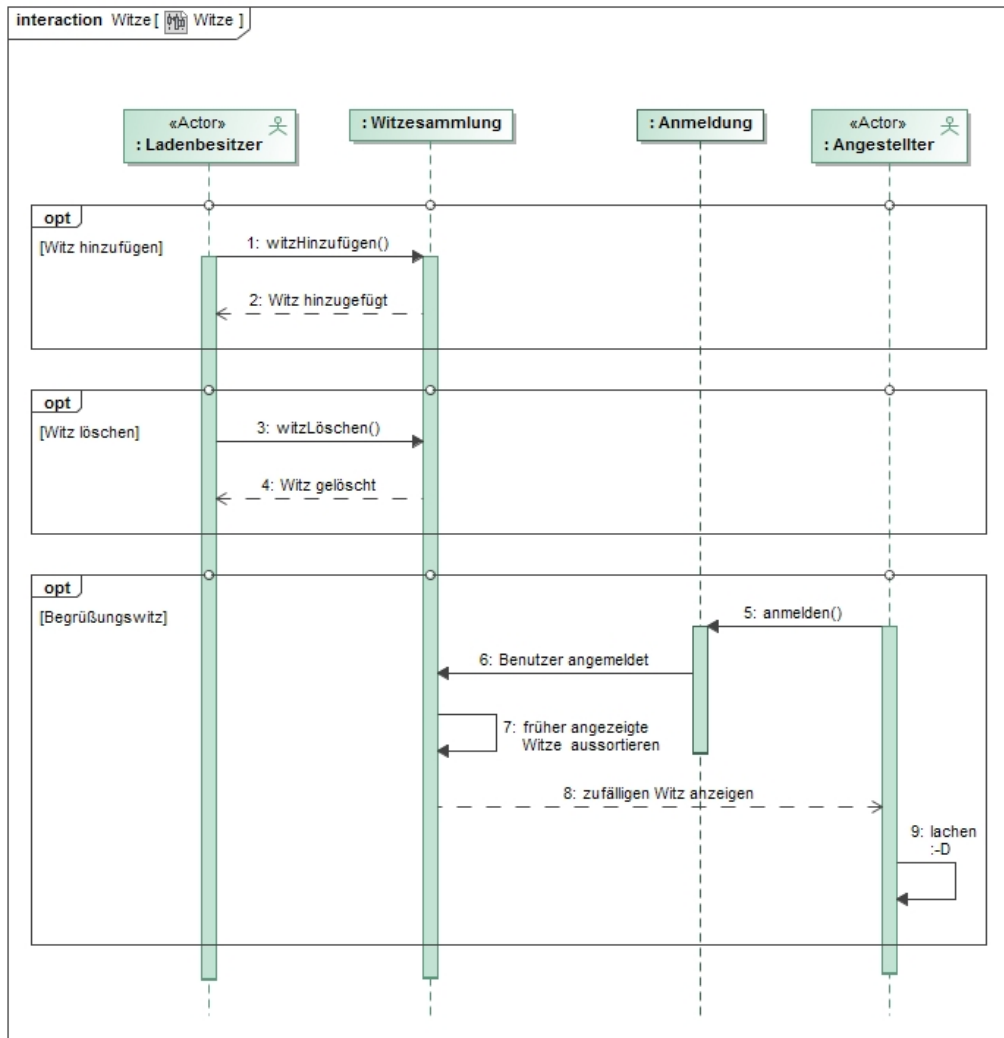 interaction Witze [ Witze ]
«Actor»
: Ladenbesitzer
: Witzesammlung
: Anmeldung
«Actor»
: Angestellter
opt
[Witz hinzufügen]
1: witzHinzufügen()
2: Witz hinzugefügt
opt
[Witz löschen]
3: witzLöschen()
4: Witz gelöscht
opt
[Begrüßungswitz]
5: anmelden()
6: Benutzer angemeldet
7: früher angezeigte
Witze aussortieren
8: zufälligen Witz anzeigen
9: lachen
:-D